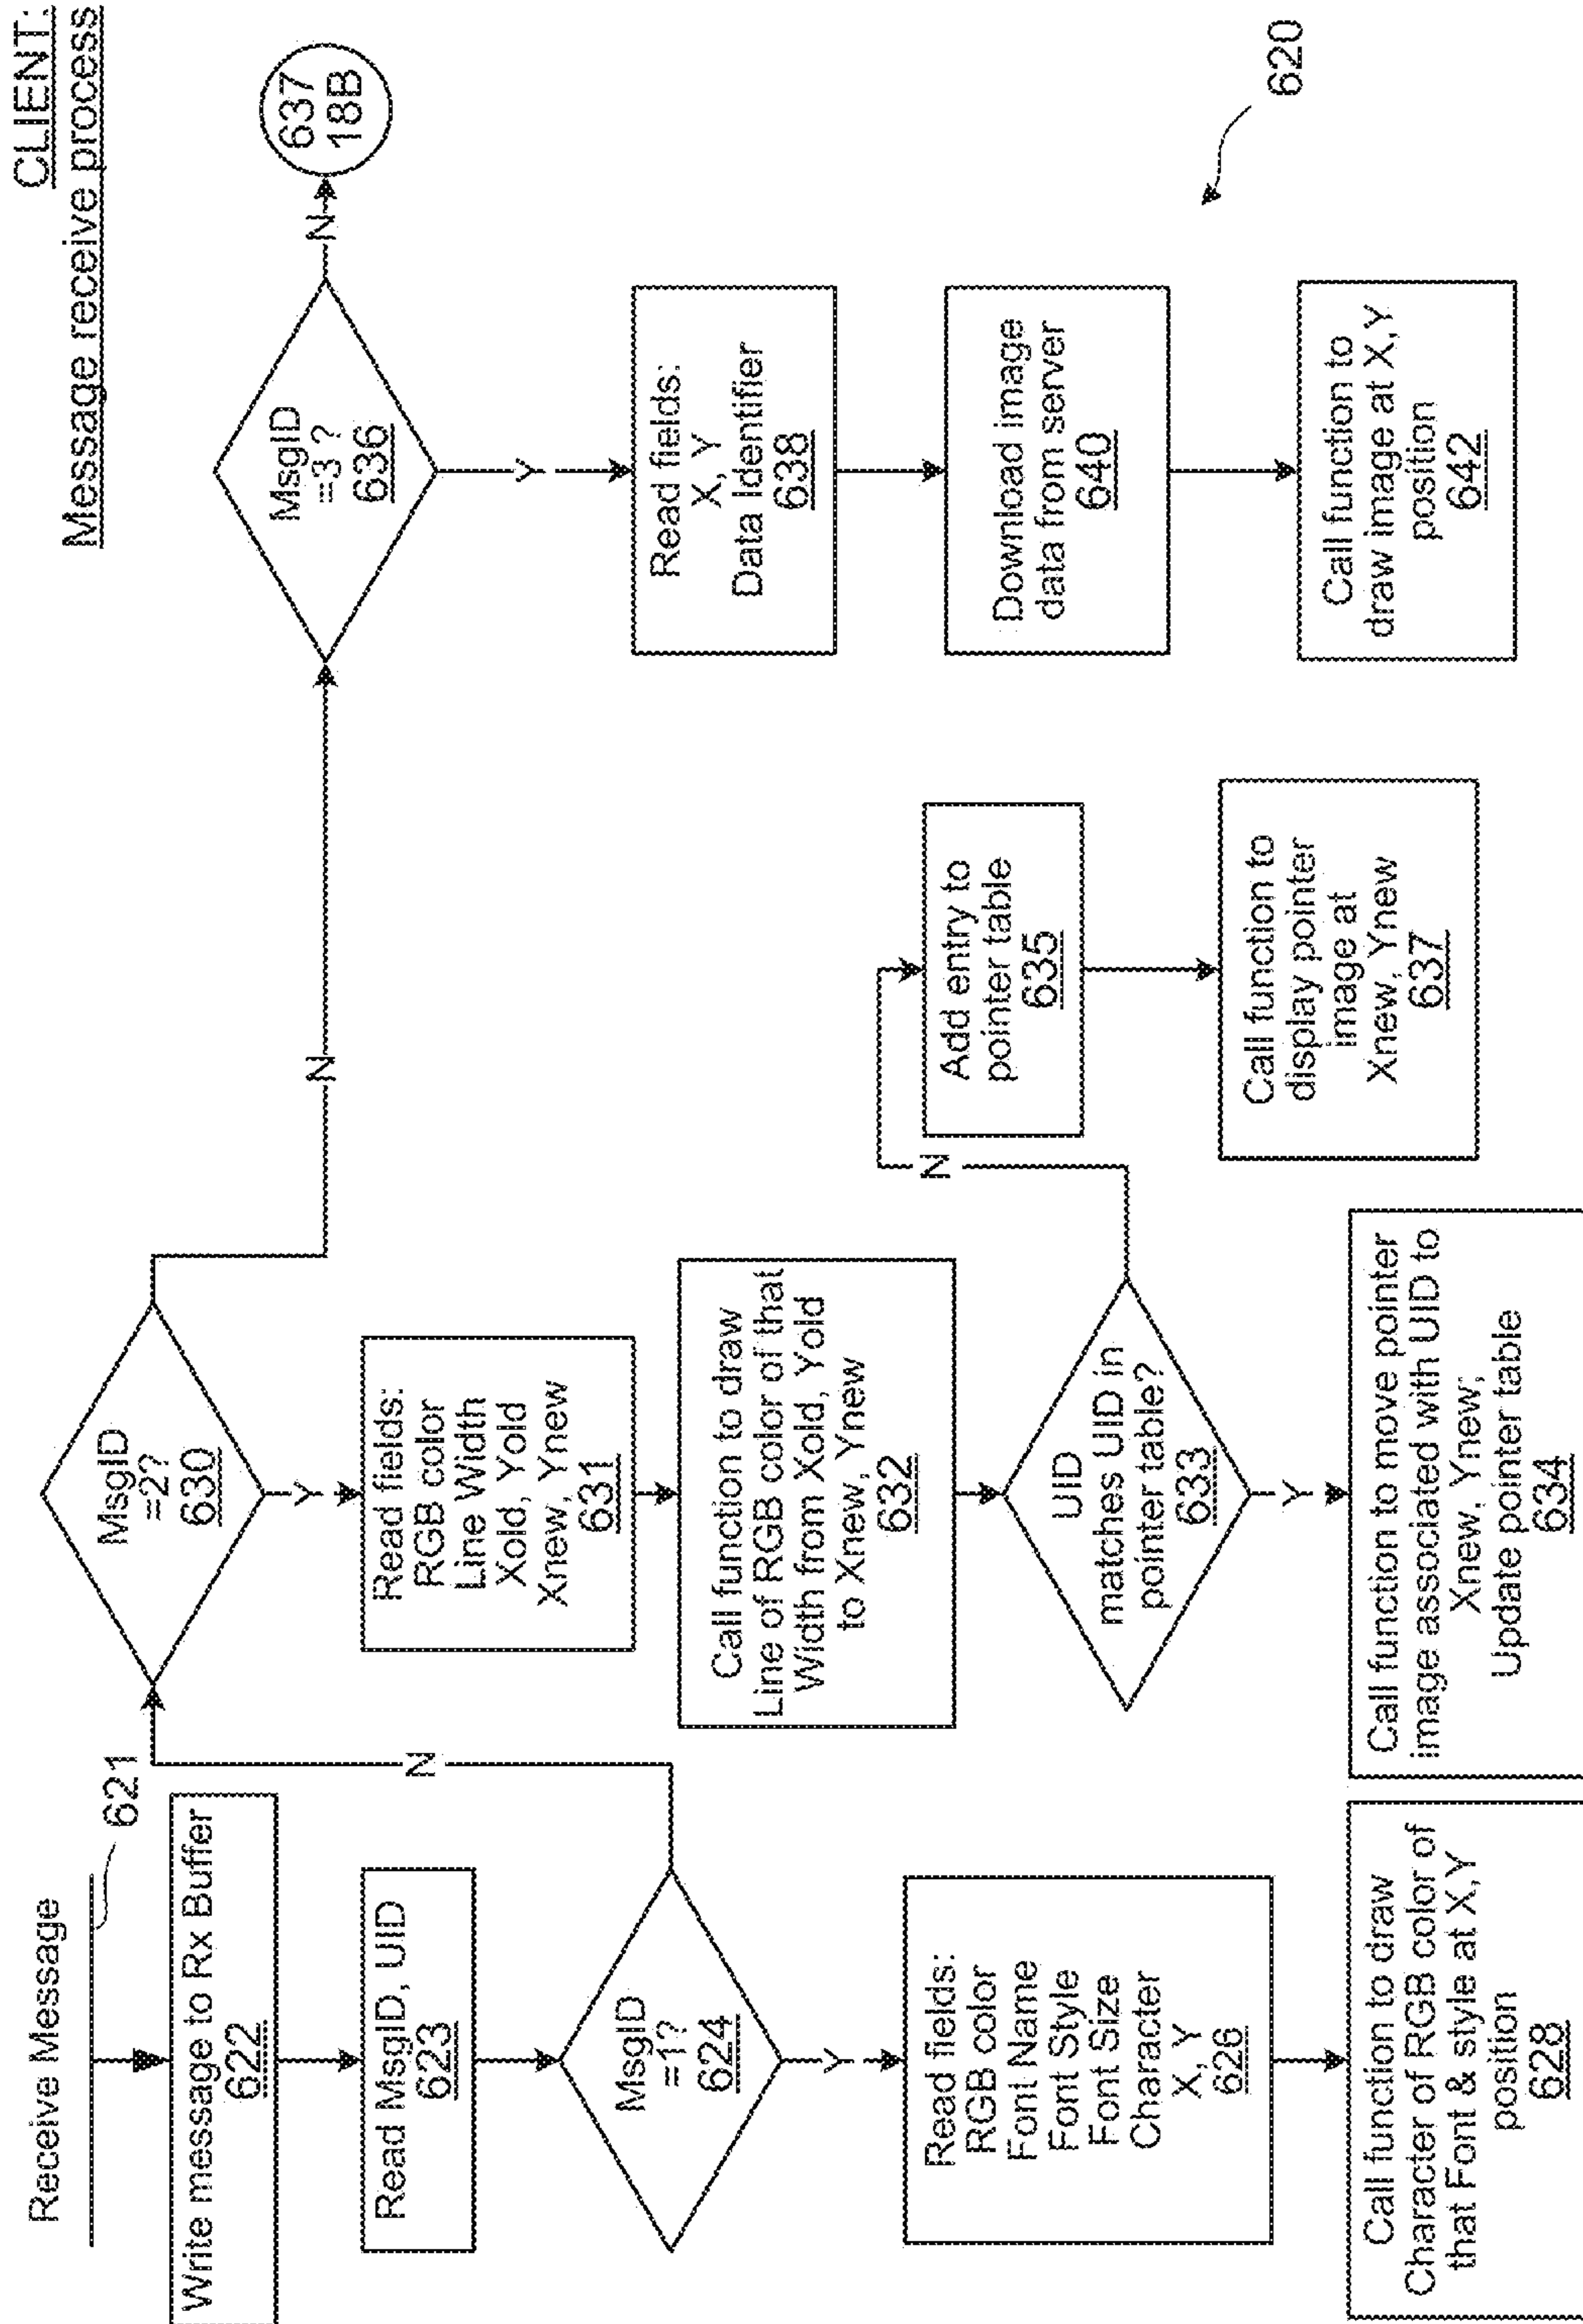 CLIENT:
Message receive process
Receive Message
621
Write message to Rx Buffer
622
Read MsgID, UID
623
MsgID
=1?
624
N
Y
Read fields:
RGB color
Font Name
Font Style
Font Size
Character
X, Y
626
Call function to draw
Character of RGB color of
that Font & style at X,Y
position
628
MsgID
=2?
630
N
Y
Read fields:
RGB color
Line Width
Xold, Yold
Xnew, Ynew
631
Call function to draw
Line of RGB color of that
Width from Xold, Yold
to Xnew, Ynew
632
UID
matches UID in
pointer table?
633
N
Y
Call function to move pointer
image associated with UID to
Xnew, Ynew;
Update pointer table
634
Add entry to
pointer table
635
Call function to
display pointer
image at
Xnew, Ynew
637
MsgID
=3 ?
636
N
637
18B
Y
Read fields:
X, Y
Data Identifier
638
Download image
data from server
640
Call function to
draw image at X,Y
position
642
620